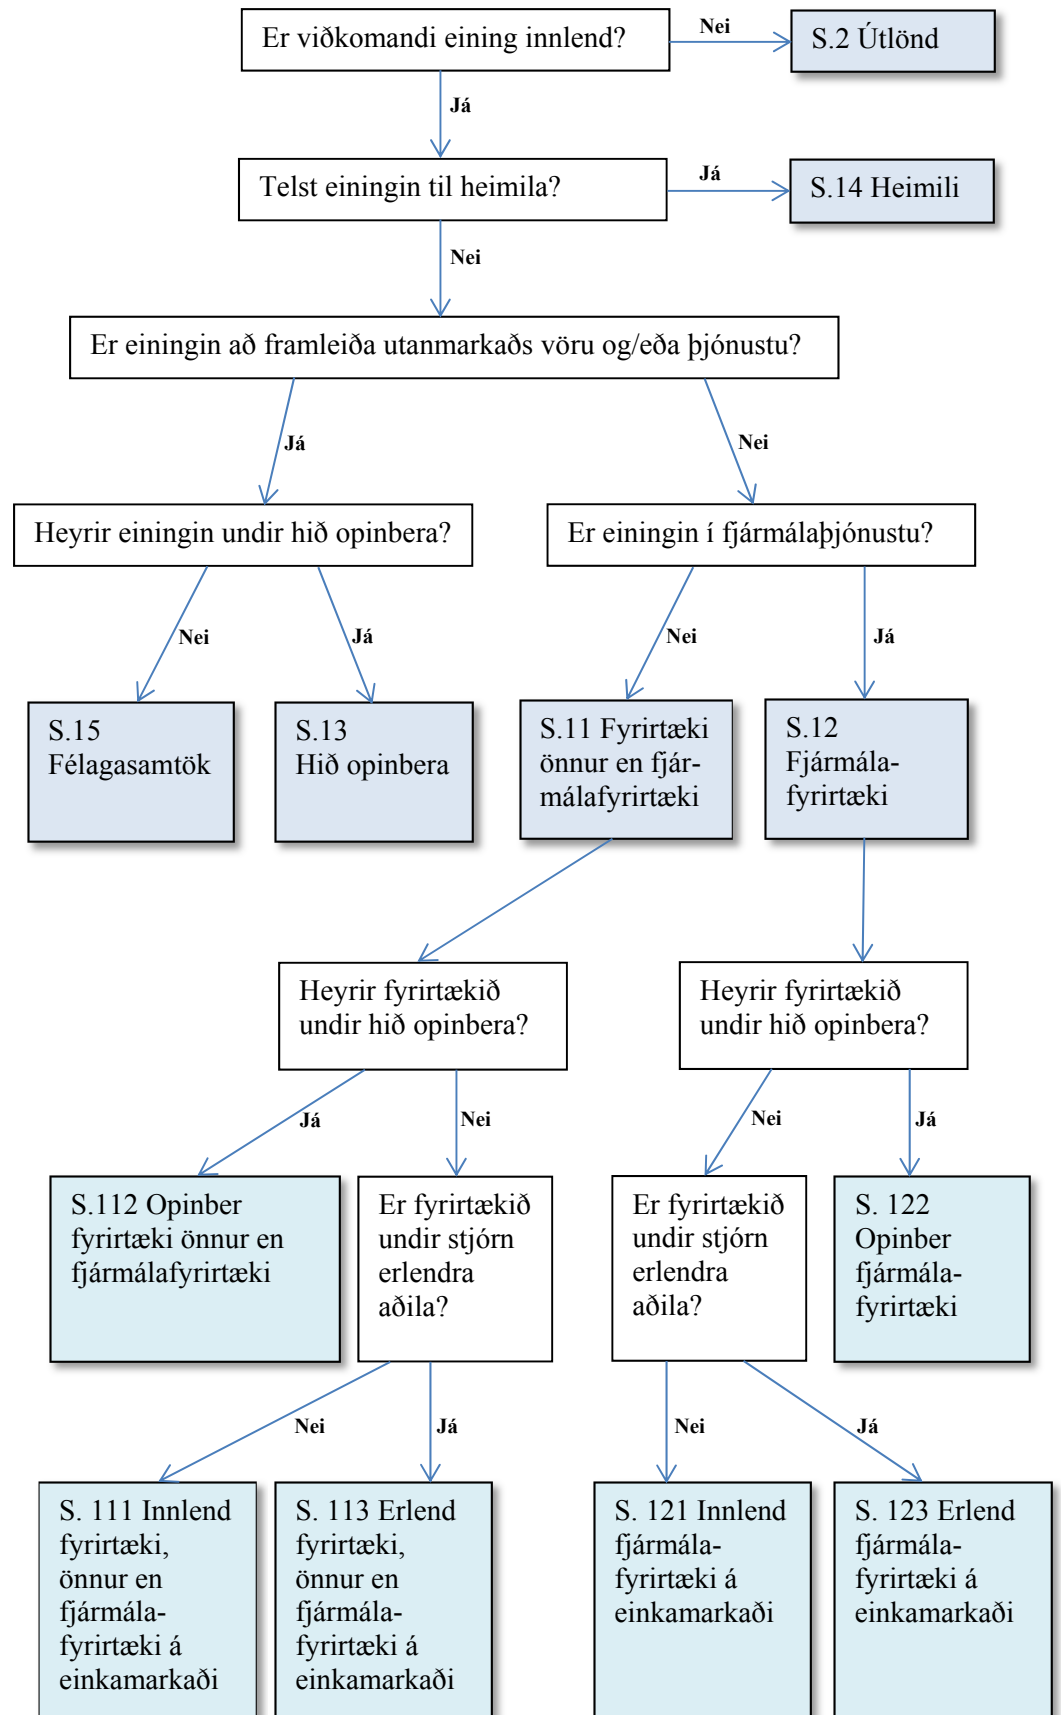 Er viðkomandi eining innlend?
Nei
S.2 Útlönd
Já
Telst einingin til heimila?
Já
S.14 Heimili
Nei
Er einingin að framleiða utanmarkaðs vöru og/eða þjónustu?
Já
Nei
Heyrir einingin undir hið opinbera?
Er einingin í fjármálaþjónustu?
Nei
Já
Nei
Já
S.15
Félagasamtök
S.13
Hið opinbera
S.11 Fyrirtæki
önnur en fjár-
málafyrirtæki
S.12
Fjármála-
fyrirtæki
Heyrir fyrirtækið
undir hið opinbera?
Heyrir fyrirtækið
undir hið opinbera?
Já
Nei
Nei
Já
S.112 Opinber
fyrirtæki önnur en
fjármálafyrirtæki
Er fyrirtækið
undir stjórn
erlendra
aðila?
Er fyrirtækið
undir stjórn
erlendra
aðila?
S. 122
Opinber
fjármála-
fyrirtæki
Nei
Já
Nei
Já
S. 111 Innlend
fyrirtæki,
önnur en
fjármála-
fyrirtæki á
einkamarkaði
S. 113 Erlend
fyrirtæki,
önnur en
fjármála-
fyrirtæki á
einkamarkaði
S. 121 Innlend
fjármála-
fyrirtæki á
einkamarkaði
S. 123 Erlend
fjármála-
fyrirtæki á
einkamarkaði